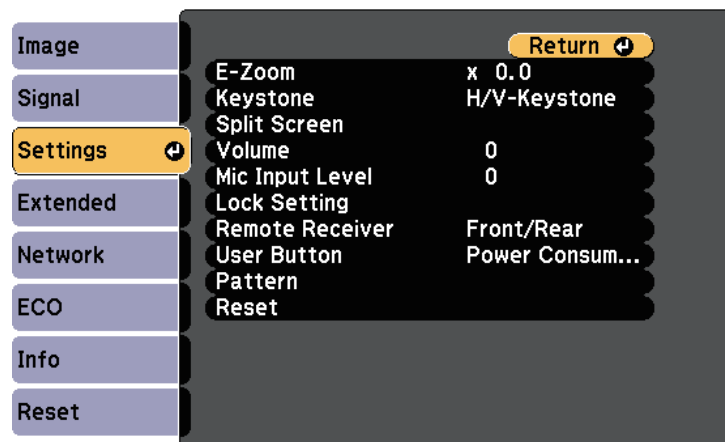 Image
Signal
Settings
Extended
Network
ECO
Info
Reset
Return
E-Zoom x 0.0
Keystone H/V-Keystone
Split Screen
Volume 0
Mic Input Level 0
Lock Setting
Remote Receiver Front/Rear
User Button Power Consum...
Pattern
Reset